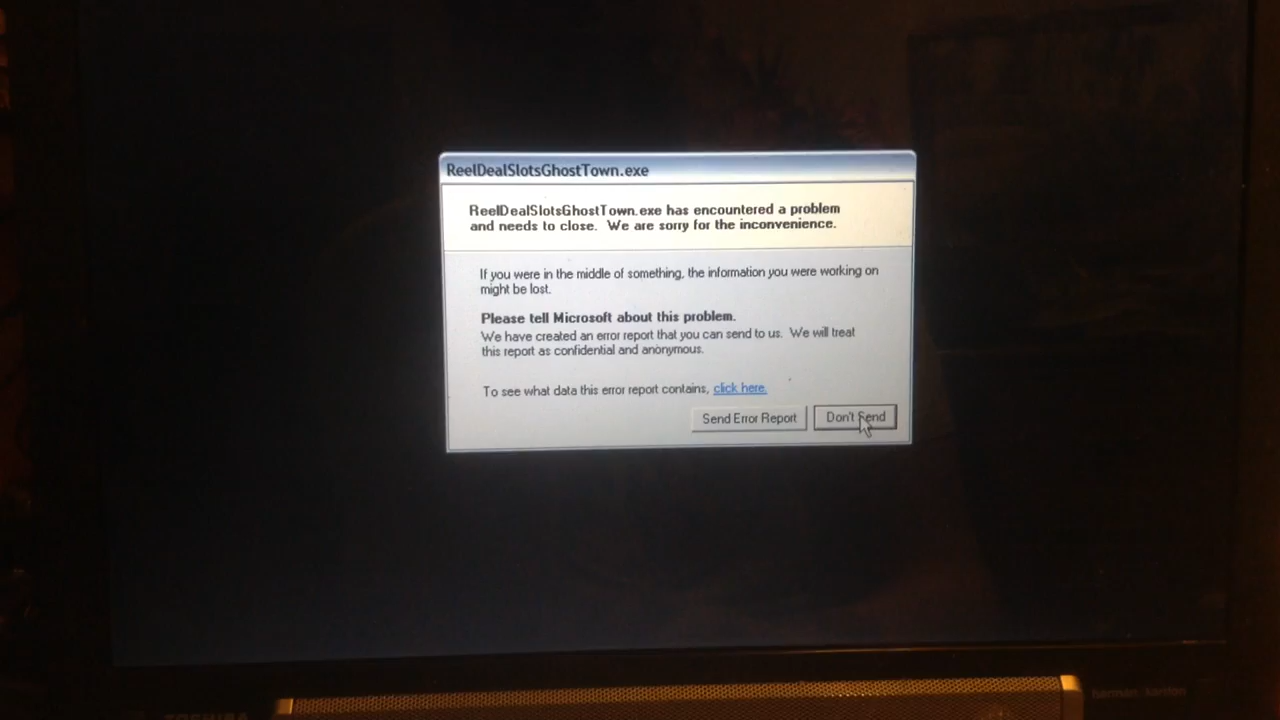 ReelDealSlotsGhostTown.exe
ReelDealSlotsGhostTown.exe has encountered a problem
and needs to close. We are sorry for the inconvenience.
If you were in the middle of something, the information you were working on
might be lost.
Please tell Microsoft about this problem.
We have created an error report that you can send to us. We will treat
this report as confidential and anonymous.
To see what data this error report contains, click here.
Send Error Report Don't Send
TOSHIBA harman/kardon